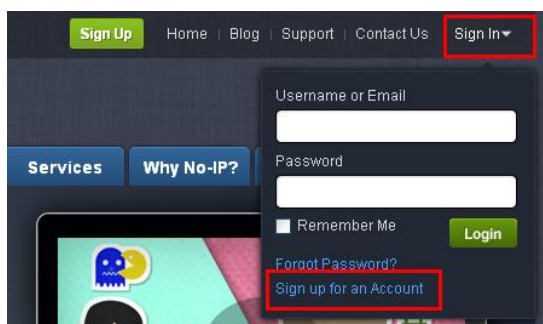 Sign Up Home | Blog | Support | Contact Us Sign In
Username or Email
Password
Services Why No-IP?
Remember Me Login
Forgot Password?
Sign up for an Account